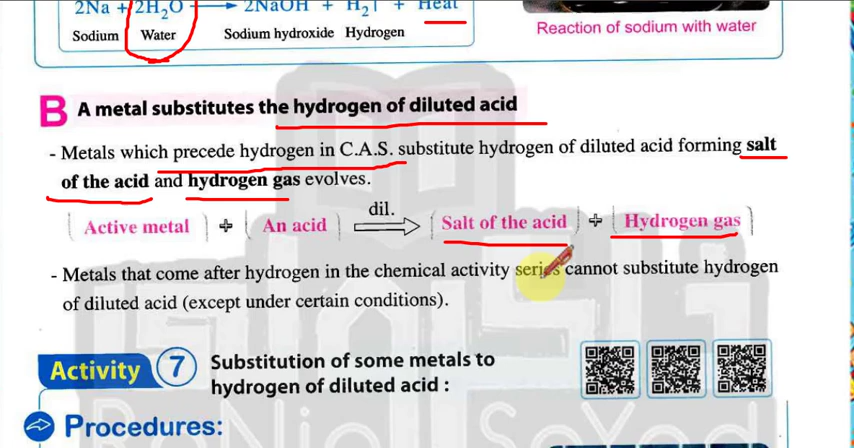 2Na + 2H₂O → 2NaOH + H₂↑ + Heat
Sodium Water Sodium hydroxide Hydrogen
Reaction of sodium with water
B A metal substitutes the hydrogen of diluted acid
- Metals which precede hydrogen in C.A.S. substitute hydrogen of diluted acid forming salt
of the acid and hydrogen gas evolves.
dil.
Active metal + An acid ⟹ Salt of the acid + Hydrogen gas
- Metals that come after hydrogen in the chemical activity series cannot substitute hydrogen
of diluted acid (except under certain conditions).
Activity 7 Substitution of some metals to
hydrogen of diluted acid :
Procedures: